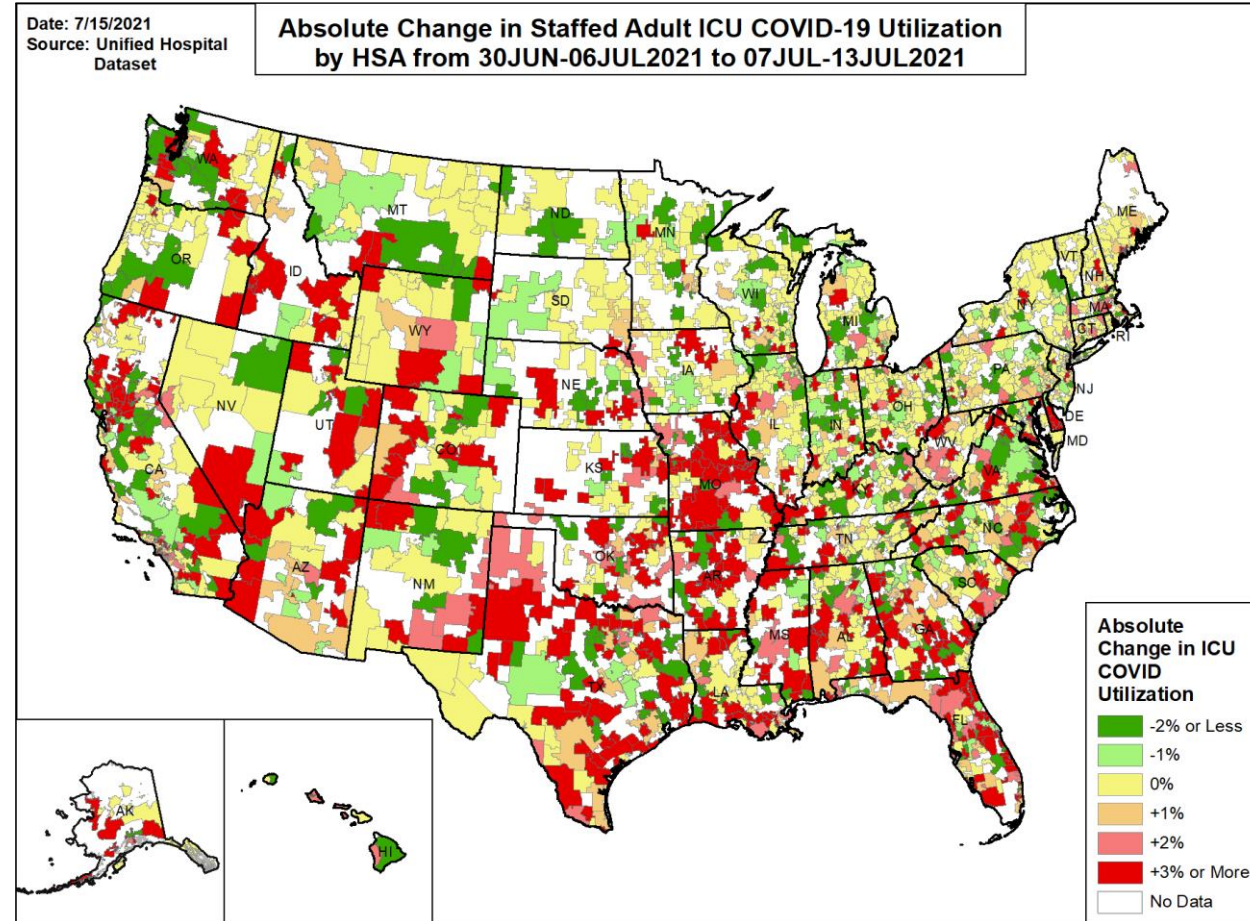 Date: 7/15/2021
Source: Unified Hospital
Dataset
Absolute Change in Staffed Adult ICU COVID-19 Utilization
by HSA from 30JUN-06JUL2021 to 07JUL-13JUL2021
WA
MT
ND
MN
ME
OR
ID
SD
WI
MI
VT
NH
NY
MA
CT
RI
WY
IA
NE
PA
NJ
NV
UT
CO
IL
IN
OH
DE
MD
WV
VA
CA
KS
MO
KY
AZ
NM
OK
AR
TN
NC
SC
MS
AL
GA
TX
LA
FL
AK
HI
Absolute
Change in ICU
COVID
Utilization
-2% or Less
-1%
0%
+1%
+2%
+3% or More
No Data